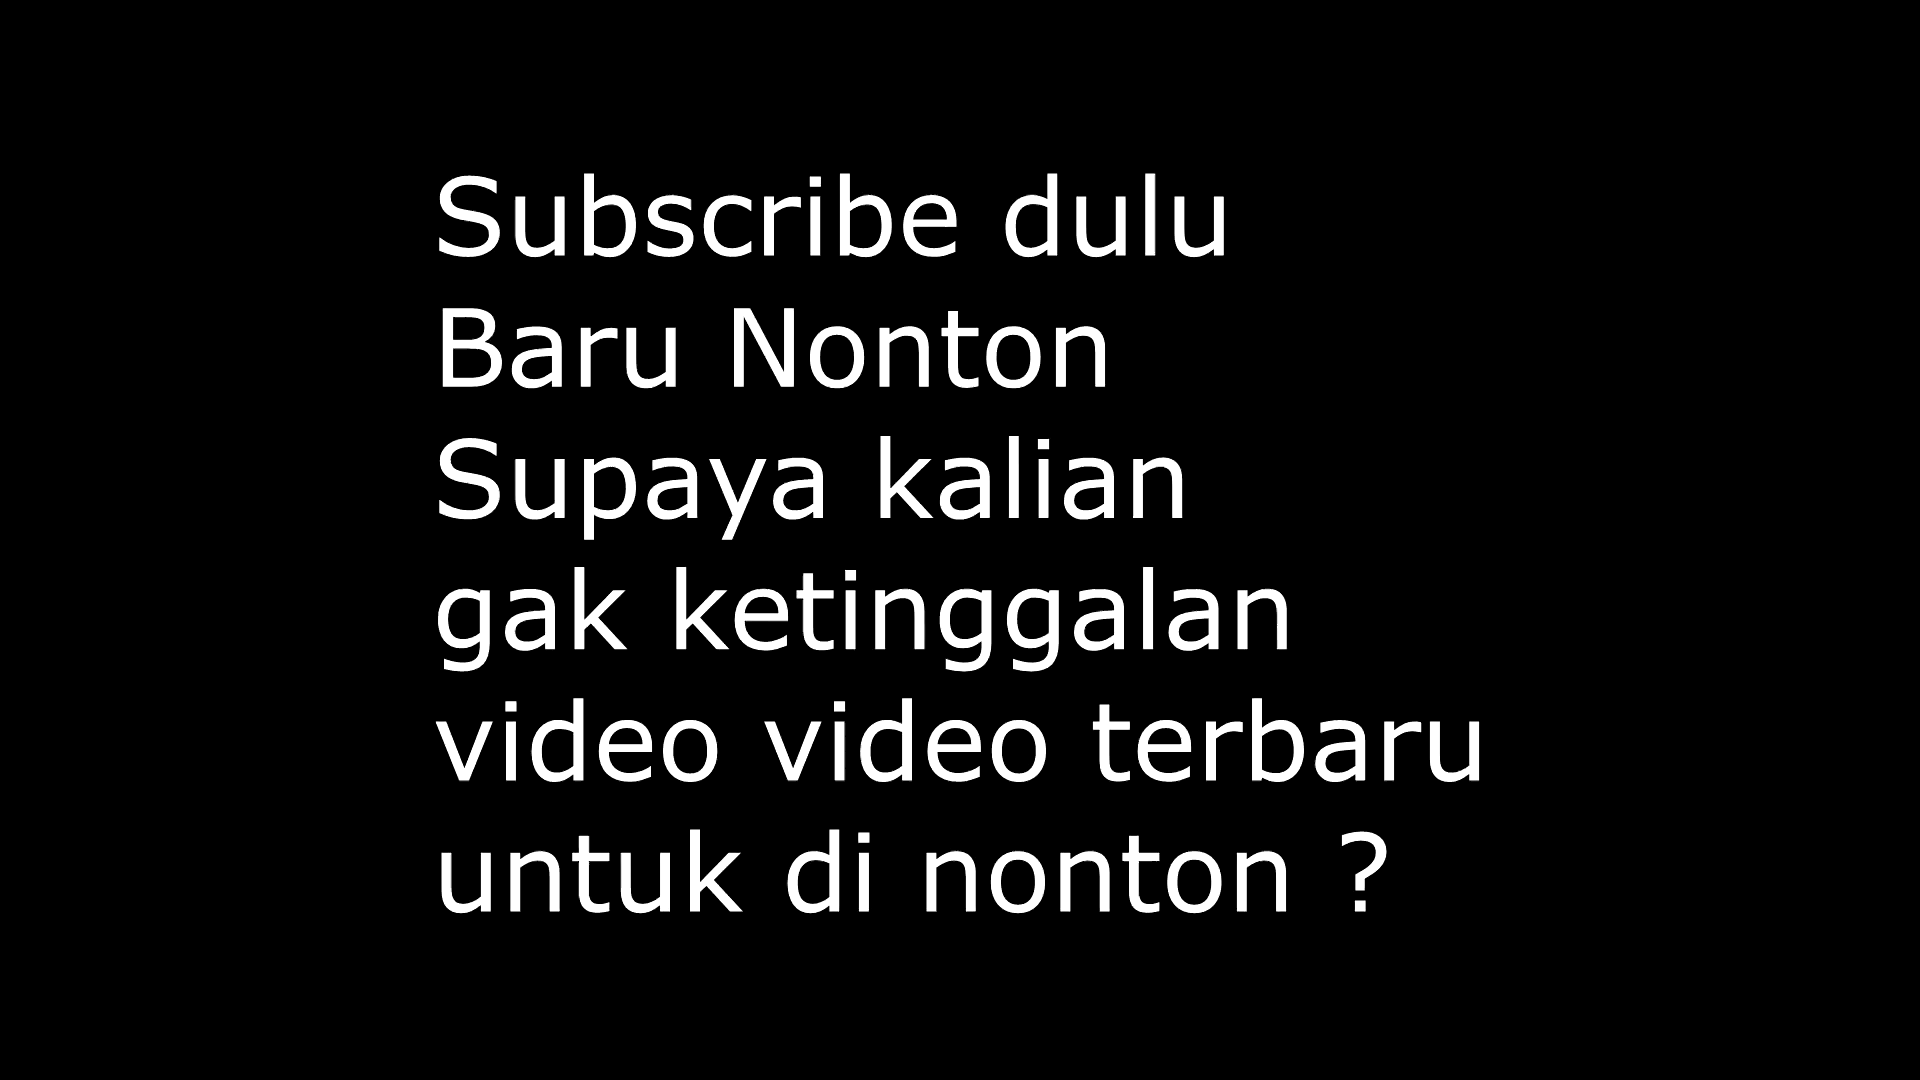 Subscribe dulu
Baru Nonton
Supaya kalian
gak ketinggalan
video video terbaru
untuk di nonton ?